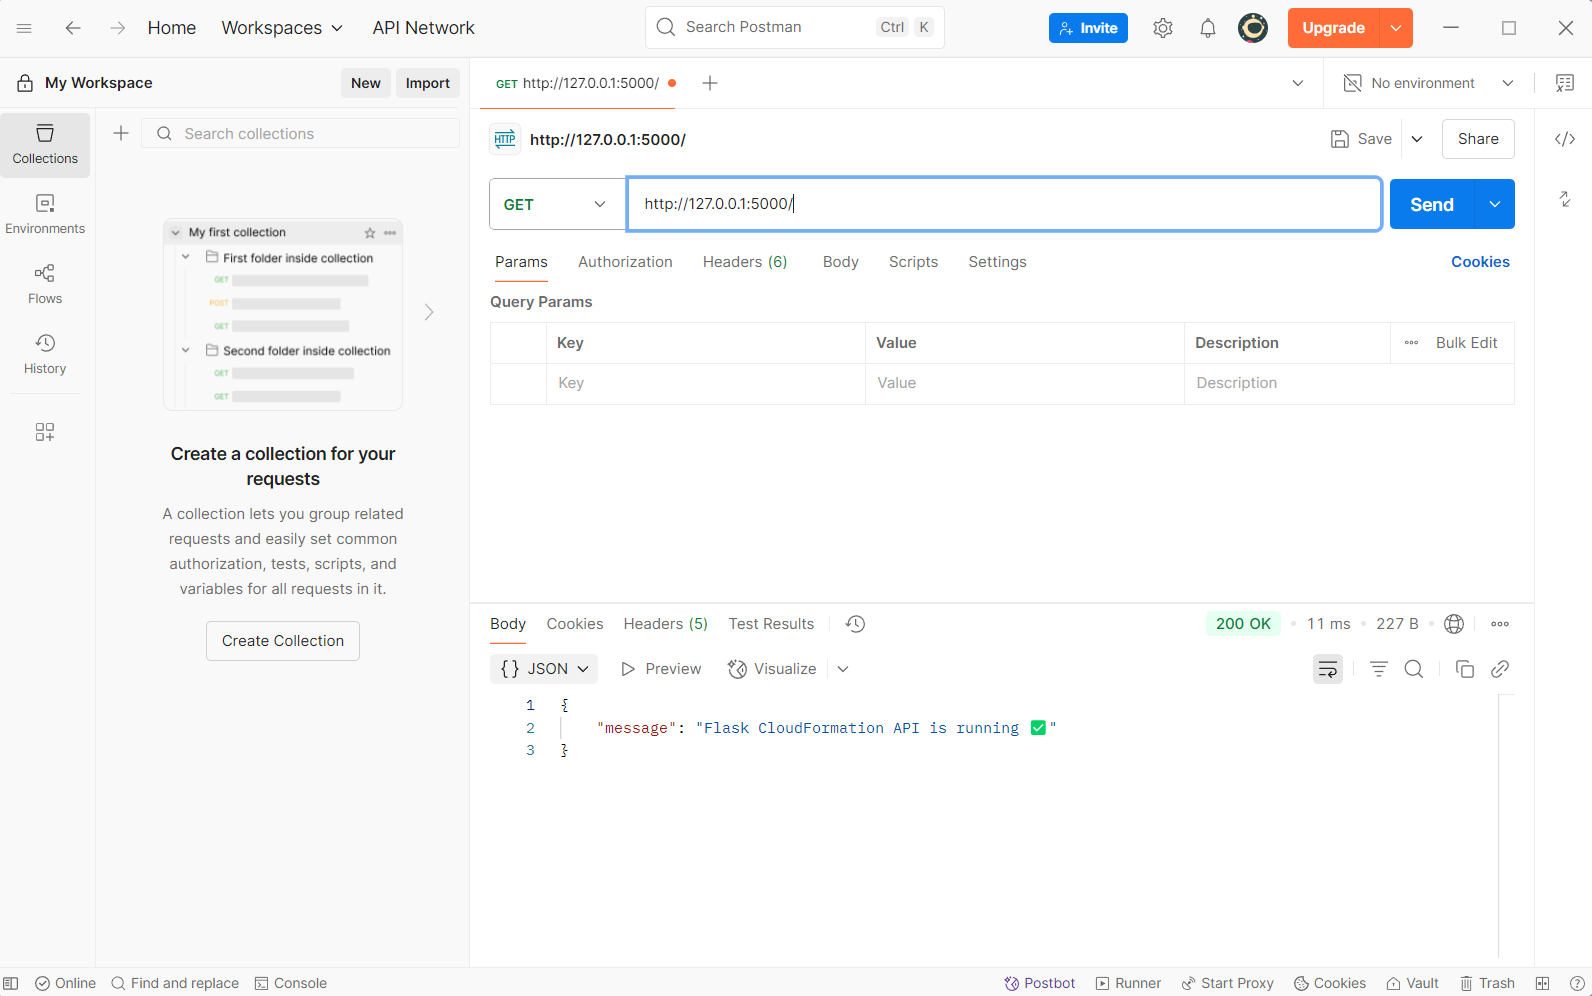 Home Workspaces API Network Search Postman Ctrl K Invite Upgrade
My Workspace New Import GET http://127.0.0.1:5000/ No environment
Search collections
Collections
Environments
Flows
History
My first collection
First folder inside collection
GET
POST
GET
Second folder inside collection
GET
GET
Create a collection for your
requests
A collection lets you group related
requests and easily set common
authorization, tests, scripts, and
variables for all requests in it.
Create Collection
HTTP http://127.0.0.1:5000/ Save Share
GET http://127.0.0.1:5000/ Send
Params Authorization Headers (6) Body Scripts Settings Cookies
Query Params
Key Value Description Bulk Edit
Key Value Description
Body Cookies Headers (5) Test Results 200 OK 11 ms 227 B
{} JSON Preview Visualize
1 {
2 "message": "Flask CloudFormation API is running ✅"
3 }
Online Find and replace Console Postbot Runner Start Proxy Cookies Vault Trash